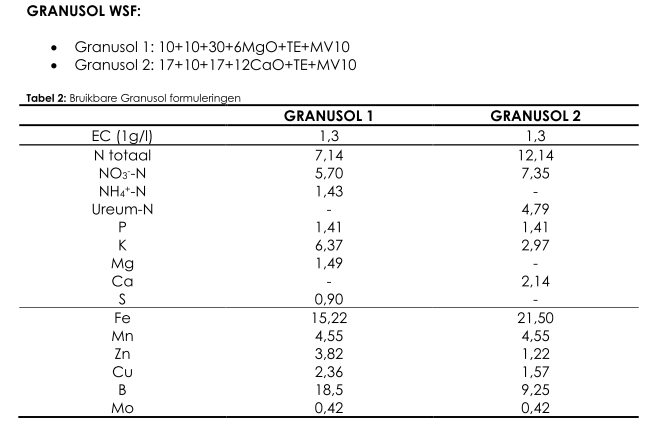 GRANUSOL WSF:
• Granusol 1: 10+10+30+6MgO+TE+MV10
• Granusol 2: 17+10+17+12CaO+TE+MV10
Tabel 2: Bruikbare Granusol formuleringen
GRANUSOL 1 GRANUSOL 2
EC (1g/l) 1,3 1,3
N totaal 7,14 12,14
NO₃⁻-N 5,70 7,35
NH₄⁺-N 1,43 -
Ureum-N - 4,79
P 1,41 1,41
K 6,37 2,97
Mg 1,49 -
Ca - 2,14
S 0,90 -
Fe 15,22 21,50
Mn 4,55 4,55
Zn 3,82 1,22
Cu 2,36 1,57
B 18,5 9,25
Mo 0,42 0,42